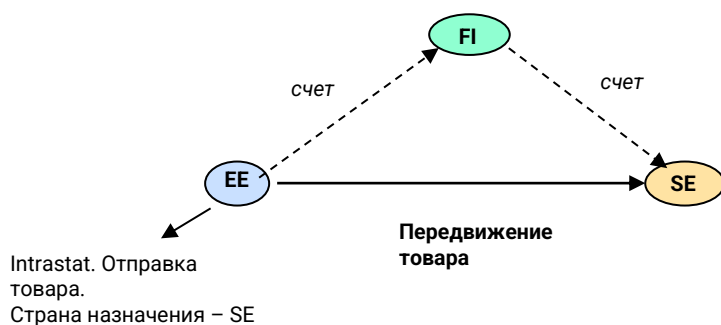 FI
счет
счет
EE
SE
Передвижение
товара
Intrastat. Отправка
товара.
Страна назначения – SE